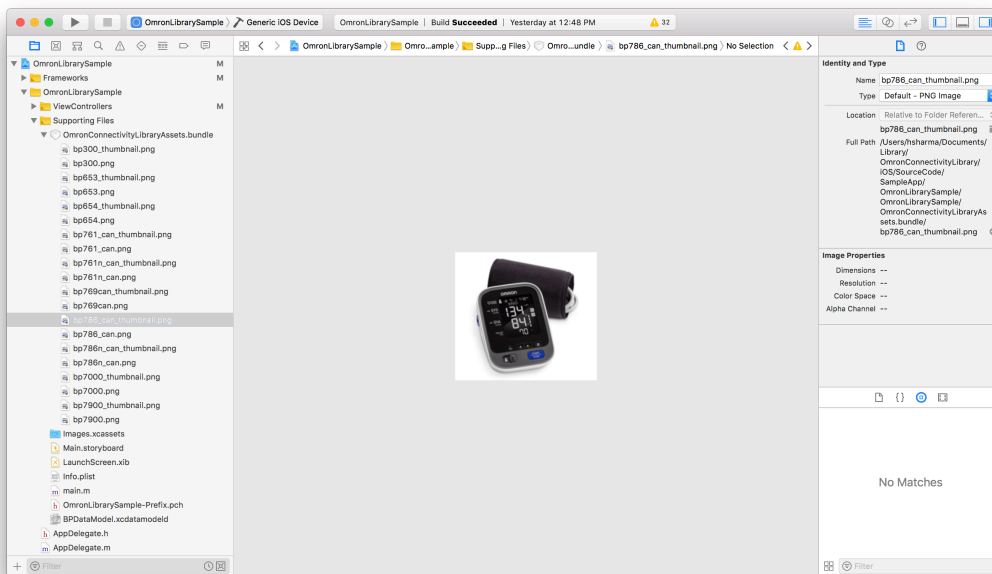 OmronLibrarySample
Generic iOS Device
OmronLibrarySample | Build Succeeded | Yesterday at 12:48 PM
32
OmronLibrarySample
Omro...ample
Supp...g Files
Omro...undle
bp786_can_thumbnail.png
No Selection
OmronLibrarySample M
Frameworks M
OmronLibrarySample
ViewControllers M
Supporting Files
OmronConnectivityLibraryAssets.bundle
bp300_thumbnail.png
bp300.png
bp653_thumbnail.png
bp653.png
bp654_thumbnail.png
bp654.png
bp761_can_thumbnail.png
bp761_can.png
bp761n_can_thumbnail.png
bp761n_can.png
bp769can_thumbnail.png
bp769can.png
bp786_can_thumbnail.png
bp786_can.png
bp786n_can_thumbnail.png
bp786n_can.png
bp7000_thumbnail.png
bp7000.png
bp7900_thumbnail.png
bp7900.png
Images.xcassets
Main.storyboard
LaunchScreen.xib
Info.plist
m main.m
h OmronLibrarySample-Prefix.pch
BPDataModel.xcdatamodeld
h AppDelegate.h
m AppDelegate.m
Filter
OMRON
134
84
70
Identity and Type
Name bp786_can_thumbnail.png
Type Default - PNG Image
Location Relative to Folder Referen...
bp786_can_thumbnail.png
Full Path /Users/hsharma/Documents/
Library/
OmronConnectivityLibrary/
iOS/SourceCode/
SampleApp/
OmronLibrarySample/
OmronLibrarySample/
OmronConnectivityLibraryAs
sets.bundle/
bp786_can_thumbnail.png
Image Properties
Dimensions --
Resolution --
Color Space --
Alpha Channel --
{ }
No Matches
Filter